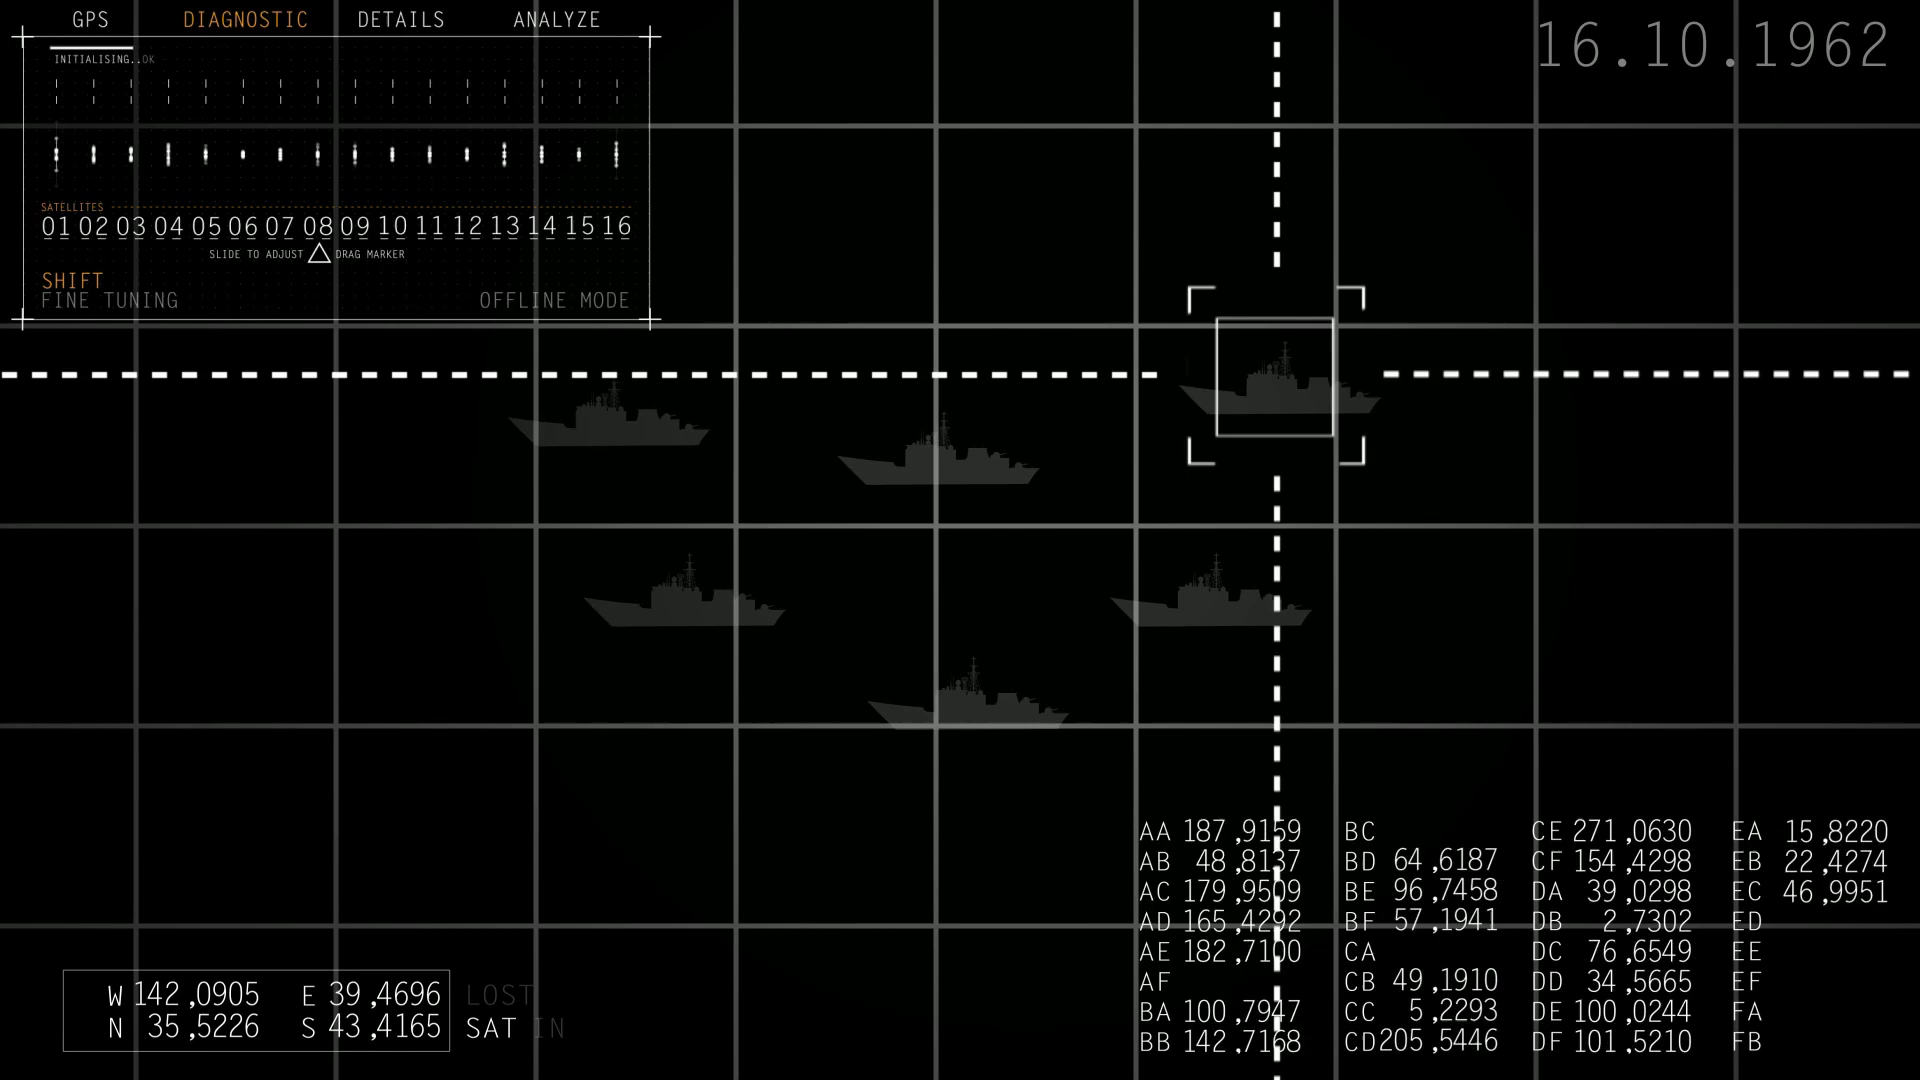 GPS DIAGNOSTIC DETAILS ANALYZE
16.10.1962
INITIALISING..OK
SATELLITES
01 02 03 04 05 06 07 08 09 10 11 12 13 14 15 16
SLIDE TO ADJUST DRAG MARKER
SHIFT
FINE TUNING OFFLINE MODE
AA 187,9159 BC CE 271,0630 EA 15,8220
AB 48,8137 BD 64,6187 CF 154,4298 EB 22,4274
AC 179,9509 BE 96,7458 DA 39,0298 EC 46,9951
AD 165,4292 BF 57,1941 DB 2,7302 ED
AE 182,7100 CA DC 76,6549 EE
AF CB 49,1910 DD 34,5665 EF
BA 100,7947 CC 5,2293 DE 100,0244 FA
BB 142,7168 CD 205,5446 DF 101,5210 FB
W 142,0905 E 39,4696 LOST
N 35,5226 S 43,4165 SAT IN